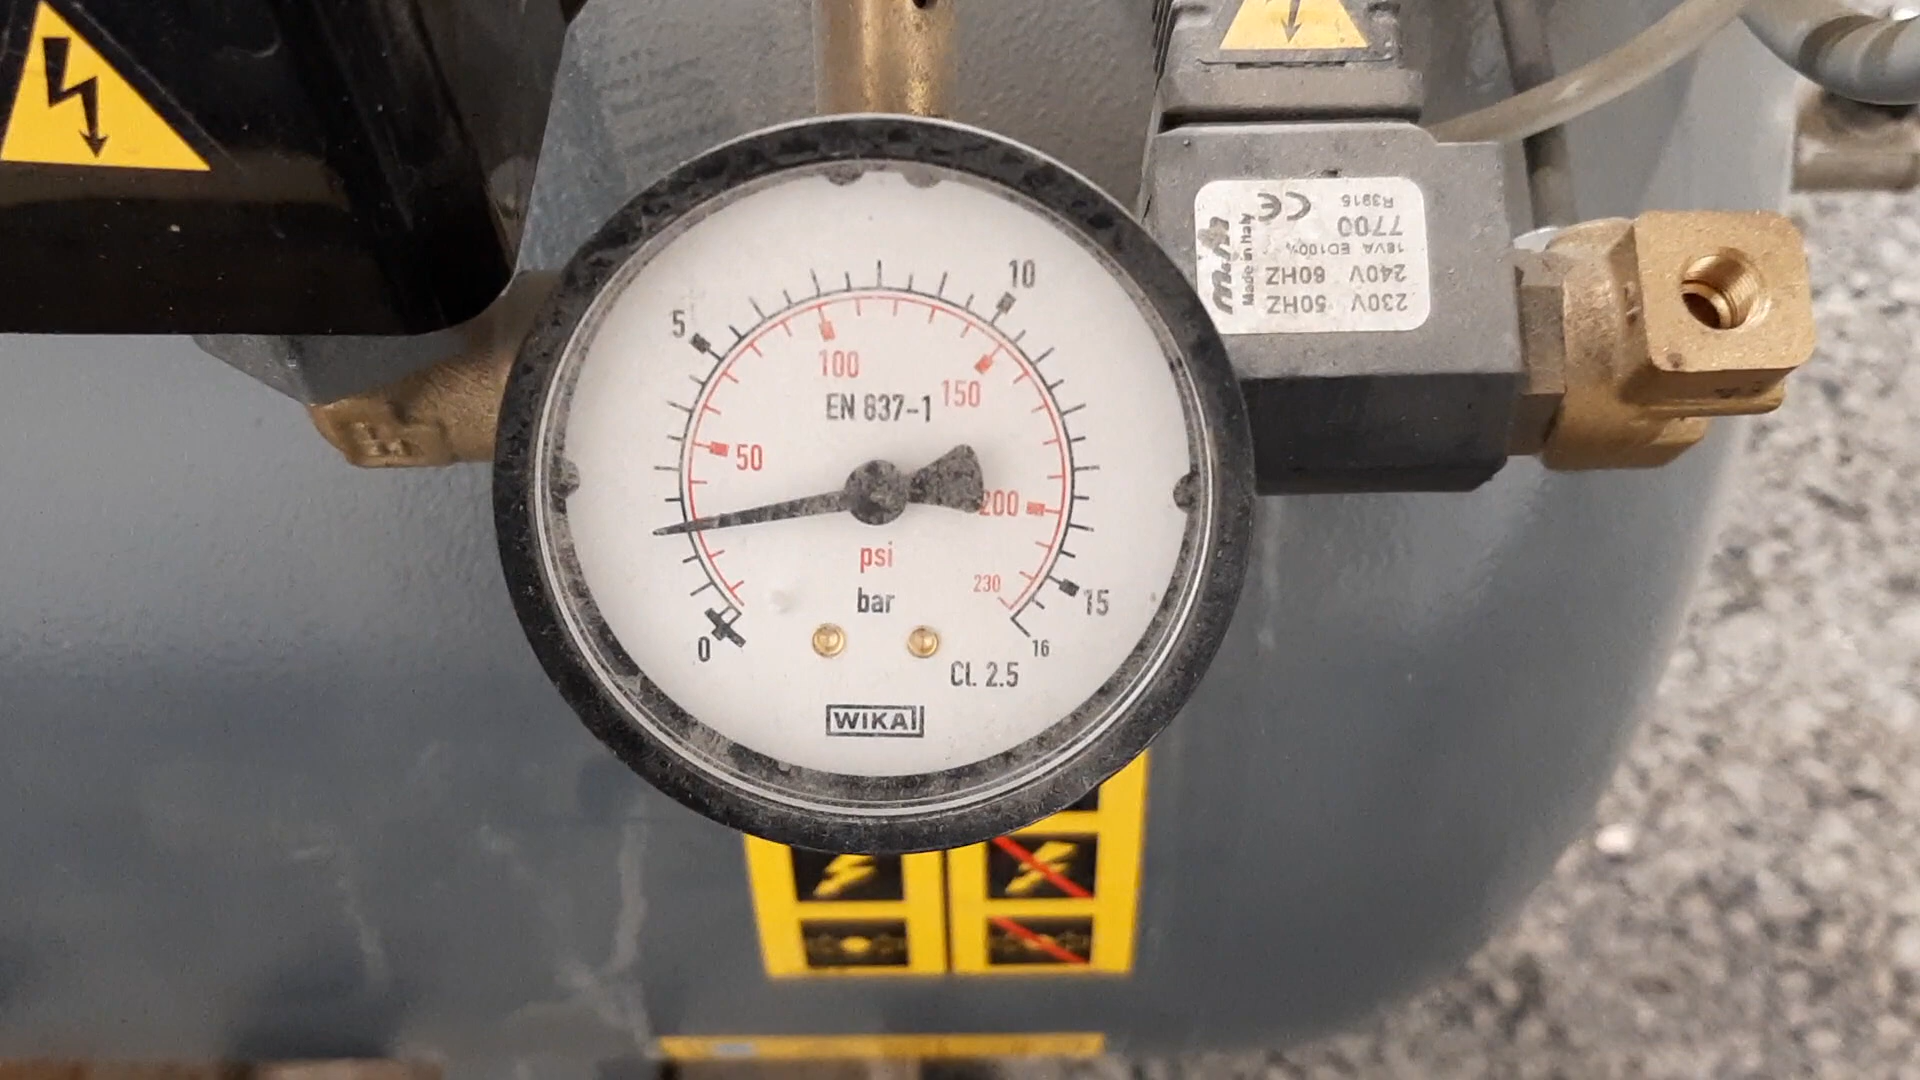 10
5
100
EN 837-1
150
50
200
psi
230
bar
15
0
16
CL 2.5
WIKA
230V 50HZ
240V 60HZ
18VA ED100%
7700
R3915
CE
m&m
Made in Italy